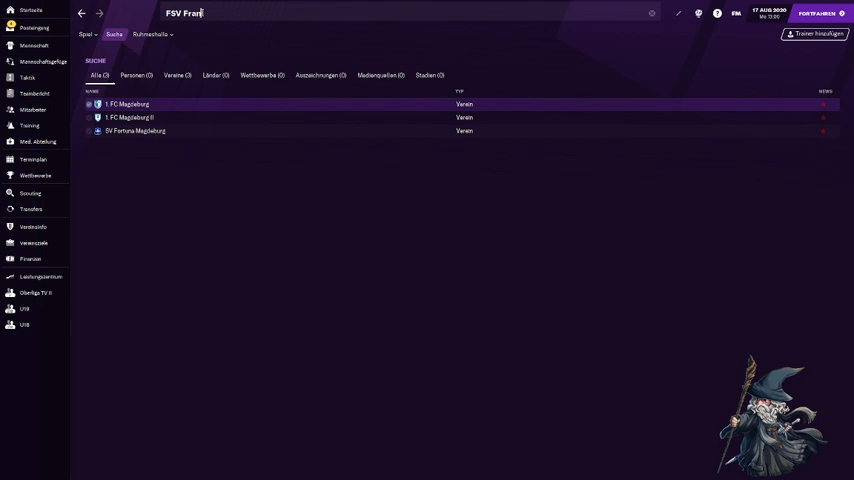 Startseite
FSV Fran
17 AUG 2020
Mo 13:00
FORTFAHREN
FM
Posteingang
Spiel
Suche
Ruhmeshalle
Trainer hinzufügen
Mannschaft
Mannschaftsgefüge
Taktik
Teambericht
Mitarbeiter
Training
Med. Abteilung
Terminplan
Wettbewerbe
Scouting
Transfers
Vereinsinfo
Vereinsziele
Finanzen
Leistungszentrum
Oberliga TV II
U19
U18
SUCHE
Alle (3) Personen (0) Vereine (3) Länder (0) Wettbewerbe (0) Auszeichnungen (0) Medienquellen (0) Stadien (0)
NAME TYP NEWS
1. FC Magdeburg Verein
1. FC Magdeburg II Verein
SV Fortuna Magdeburg Verein